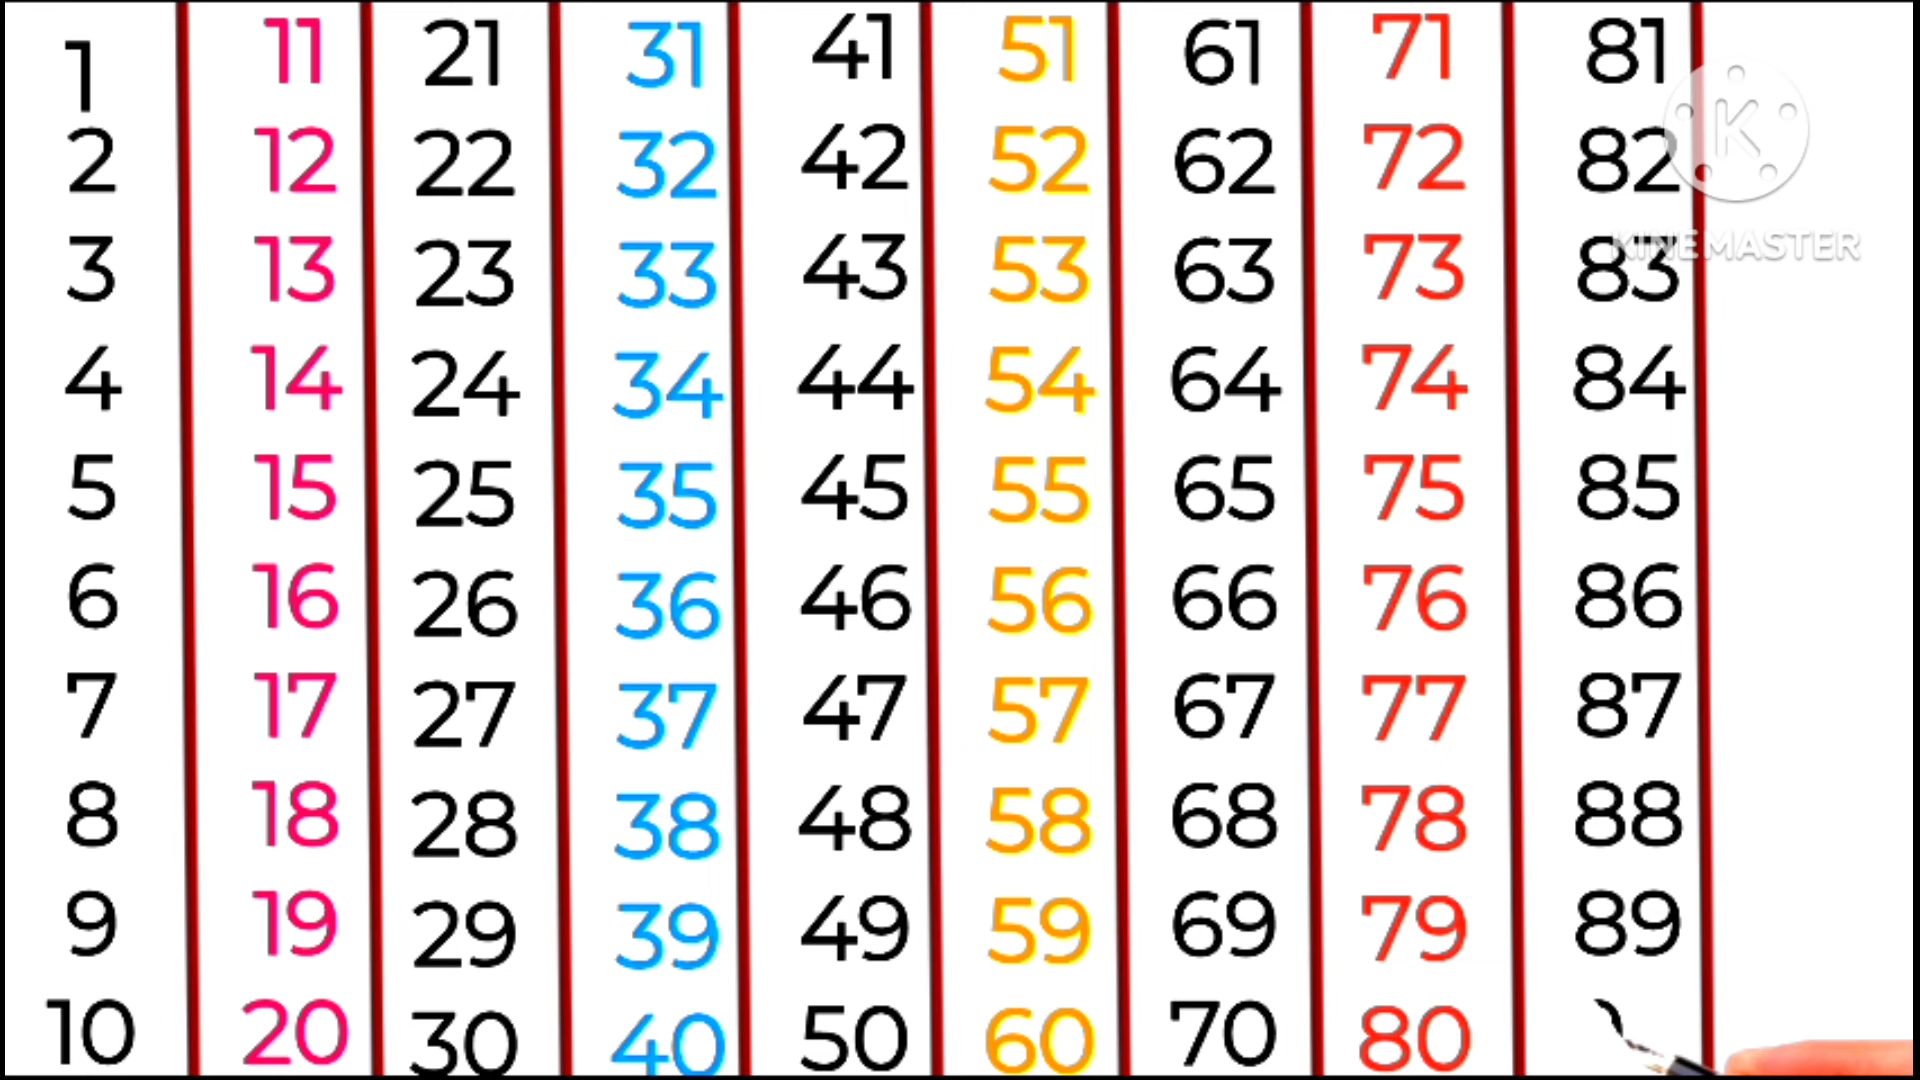 1 11 21 31 41 51 61 71 81
2 12 22 32 42 52 62 72 82
3 13 23 33 43 53 63 73 83
4 14 24 34 44 54 64 74 84
5 15 25 35 45 55 65 75 85
6 16 26 36 46 56 66 76 86
7 17 27 37 47 57 67 77 87
8 18 28 38 48 58 68 78 88
9 19 29 39 49 59 69 79 89
10 20 30 40 50 60 70 80
K
KINEMASTER